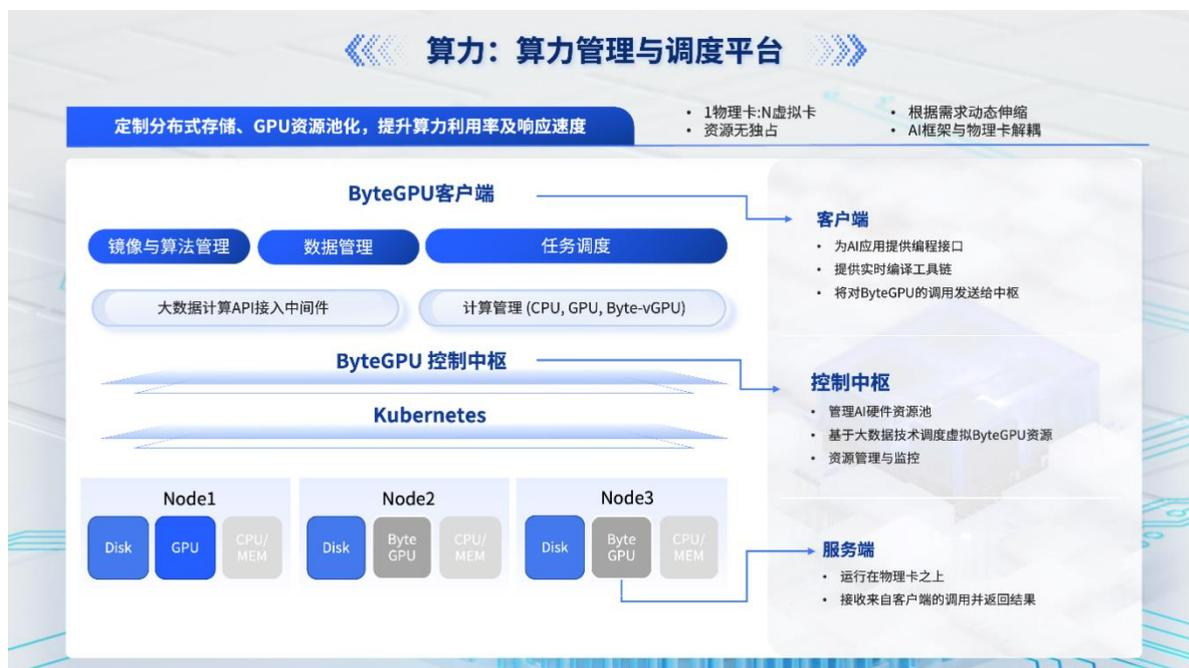 算力：算力管理与调度平台
定制分布式存储、GPU资源池化，提升算力利用率及响应速度
• 1物理卡:N虚拟卡
• 资源无独占
• 根据需求动态伸缩
• AI框架与物理卡解耦
ByteGPU客户端
镜像与算法管理
数据管理
任务调度
大数据计算API接入中间件
计算管理 (CPU, GPU, Byte-vGPU)
ByteGPU 控制中枢
Kubernetes
Node1
Disk
GPU
CPU/
MEM
Node2
Disk
Byte
GPU
CPU/
MEM
Node3
Disk
Byte
GPU
CPU/
MEM
客户端
• 为AI应用提供编程接口
• 提供实时编译工具链
• 将对ByteGPU的调用发送给中枢
控制中枢
• 管理AI硬件资源池
• 基于大数据技术调度虚拟ByteGPU资源
• 资源管理与监控
服务端
• 运行在物理卡之上
• 接收来自客户端的调用并返回结果